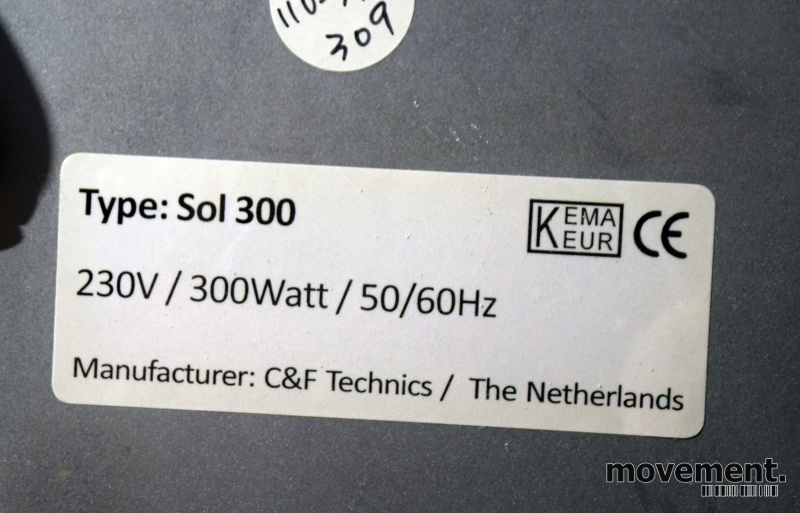 309
Type: Sol 300
KEMA
KEUR CE
230V / 300Watt / 50/60Hz
Manufacturer: C&F Technics / The Netherlands
movement.